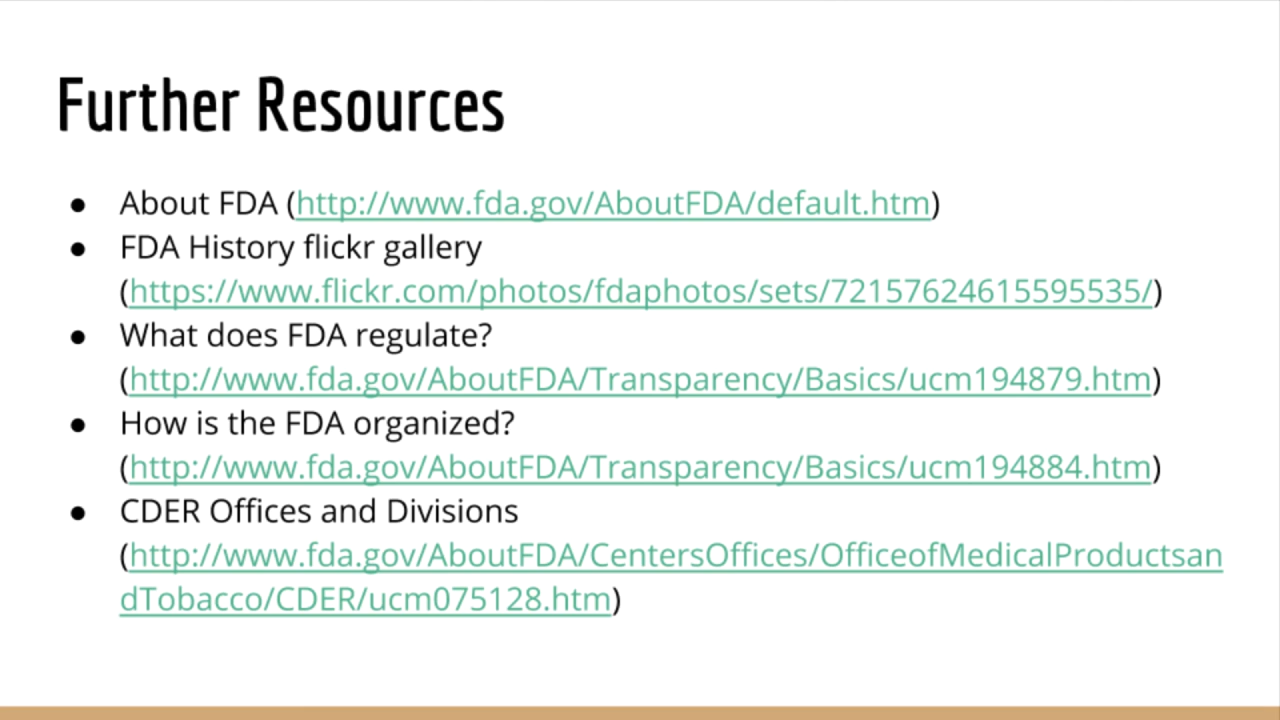 Further Resources
● About FDA (http://www.fda.gov/AboutFDA/default.htm)
● FDA History flickr gallery
(https://www.flickr.com/photos/fdaphotos/sets/72157624615595535/)
● What does FDA regulate?
(http://www.fda.gov/AboutFDA/Transparency/Basics/ucm194879.htm)
● How is the FDA organized?
(http://www.fda.gov/AboutFDA/Transparency/Basics/ucm194884.htm)
● CDER Offices and Divisions
(http://www.fda.gov/AboutFDA/CentersOffices/OfficeofMedicalProductsan
dTobacco/CDER/ucm075128.htm)